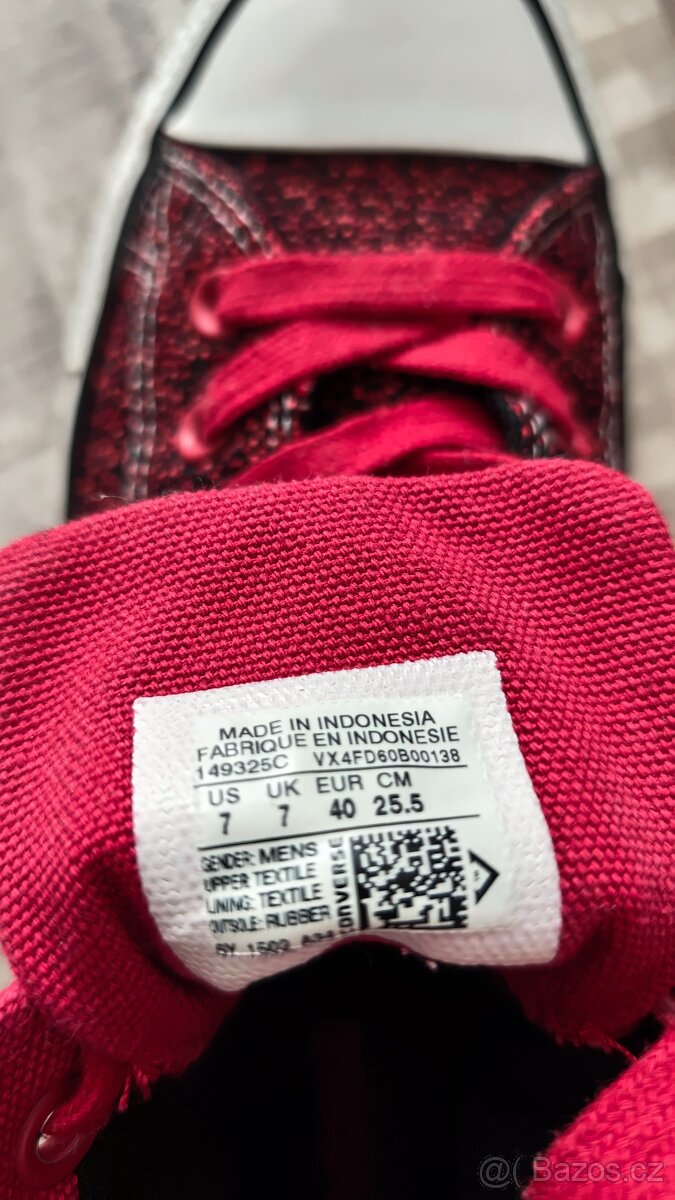 MADE IN INDONESIA
FABRIQUE EN INDONESIE
149325C VX4FD60B00138
US UK EUR CM
7 7 40 25.5
GENDER: MENS
UPPER: TEXTILE
LINING: TEXTILE
OUTSOLE: RUBBER
CONVERSE
1502
Bazos.cz